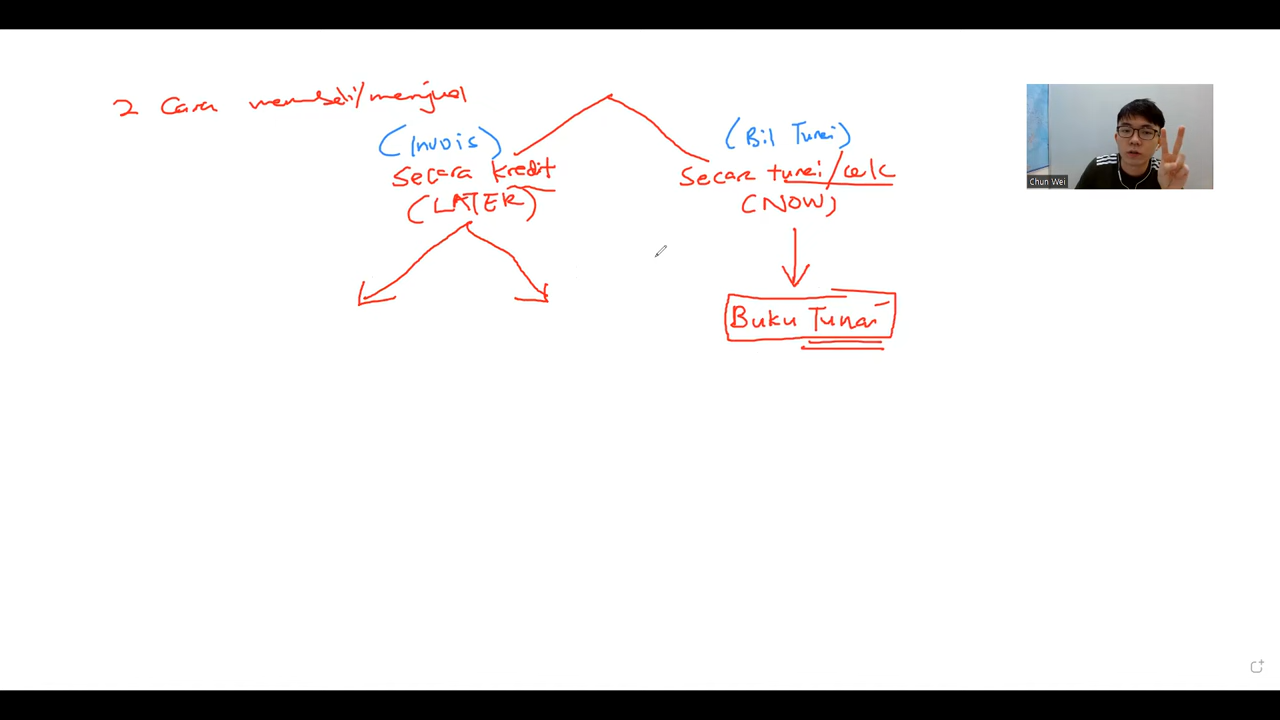 2 Cara membeli/menjual
(Invois)
Secara kredit
(LATER)
(Bil Tunai)
Secara tunai/cek
(NOW)
Buku Tunai
Chun Wei